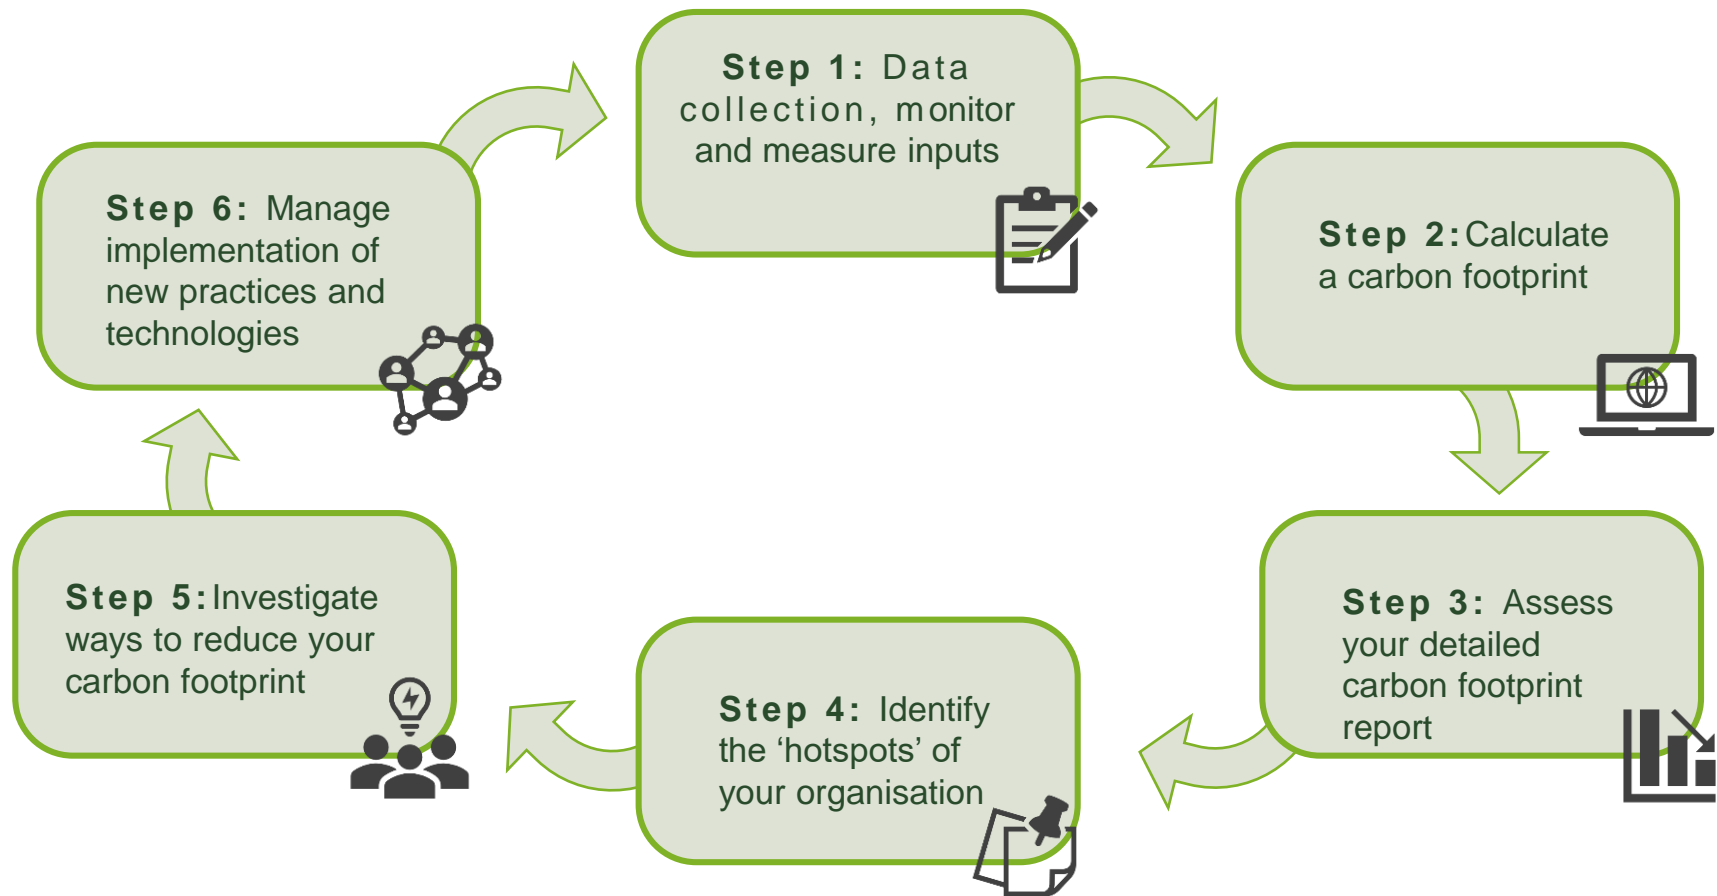 Step 1: Data
collection, monitor
and measure inputs
Step 2: Calculate
a carbon footprint
Step 3: Assess
your detailed
carbon footprint
report
Step 4: Identify
the ‘hotspots’ of
your organisation
Step 5: Investigate
ways to reduce your
carbon footprint
Step 6: Manage
implementation of
new practices and
technologies